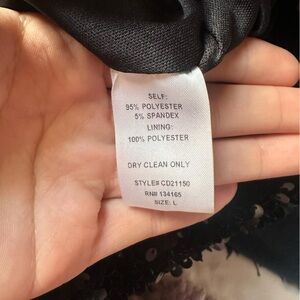 SELF:
95% POLYESTER
5% SPANDEX
LINING:
100% POLYESTER
DRY CLEAN ONLY
STYLE# CD21150
RN# 134165
SIZE: L